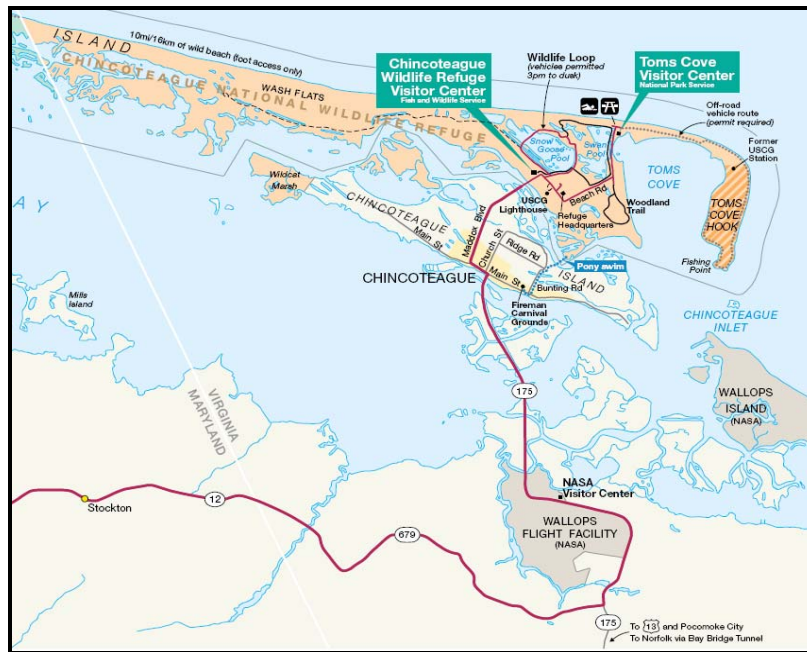 ISLAND
10mi/16km of wild beach (foot access only)
CHINCOTEAGUE NATIONAL WILDLIFE REFUGE
WASH FLATS
Chincoteague
Wildlife Refuge
Visitor Center
Fish and Wildlife Service
Wildlife Loop
(vehicles permitted
3pm to dusk)
Toms Cove
Visitor Center
National Park Service
Off-road
vehicle route
(permit required)
Former
USCG
Station
Snow
Goose
Pool
Swan
Pool
TOMS
COVE
TOMS
COVE
HOOK
Fishing
Point
Wildcat
Marsh
USCG
Lighthouse
Beach Rd
Refuge
Headquarters
Woodland
Trail
CHINCOTEAGUE
ISLAND
Main St
Maddox Blvd
Church St
Ridge Rd
Main St
Bunting Rd
Pony swim
CHINCOTEAGUE
Fireman
Carnival
Grounds
AY
Mills
Island
CHINCOTEAGUE
INLET
WALLOPS
ISLAND
(NASA)
VIRGINIA
MARYLAND
175
NASA
Visitor Center
WALLOPS
FLIGHT FACILITY
(NASA)
Stockton
12
679
175
175
To 13 and Pocomoke City
To Norfolk via Bay Bridge Tunnel